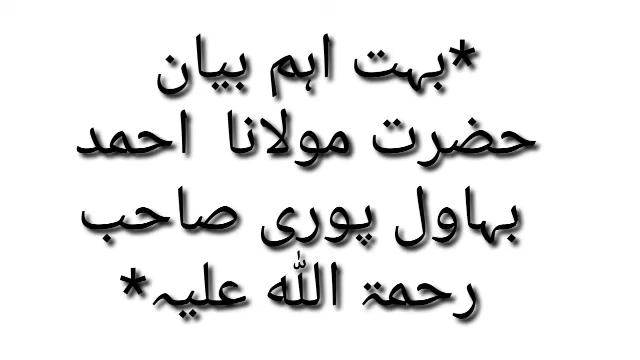 *بہت اہم بیان
حضرت مولانا احمد
بہاول پوری صاحب
رحمۃ اللہ علیہ*